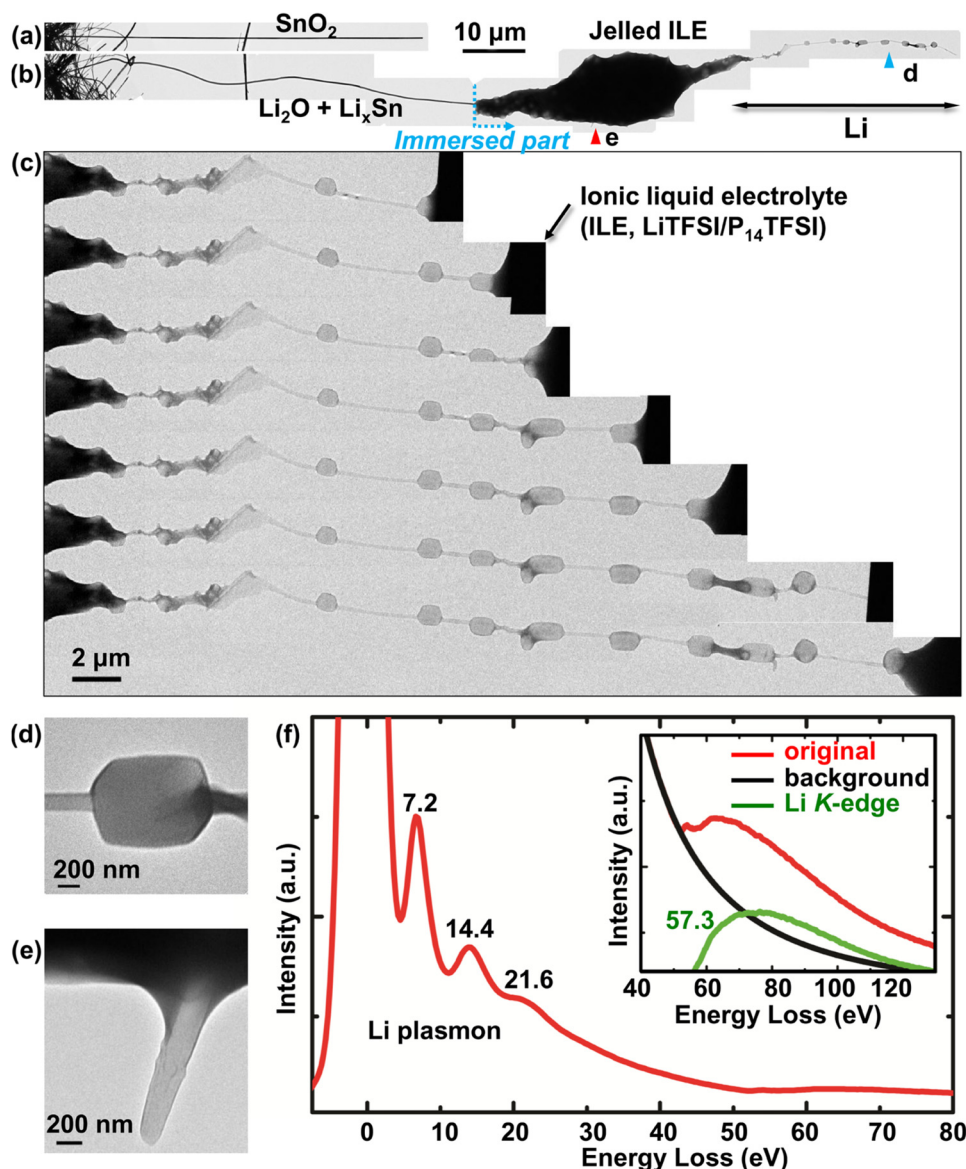 (a)
SnO₂
10 µm
Jelled ILE
(b)
d
Li₂O + LiₓSn
Immersed part
e
Li
(c)
Ionic liquid electrolyte
(ILE, LiTFSI/P₁₄TFSI)
2 µm
(d)
200 nm
(e)
200 nm
(f)
Intensity (a.u.)
7.2
14.4
21.6
Li plasmon
0 10 20 30 40 50 60 70 80
Energy Loss (eV)
original
background
Li K-edge
Intensity (a.u.)
57.3
40 60 80 100 120
Energy Loss (eV)